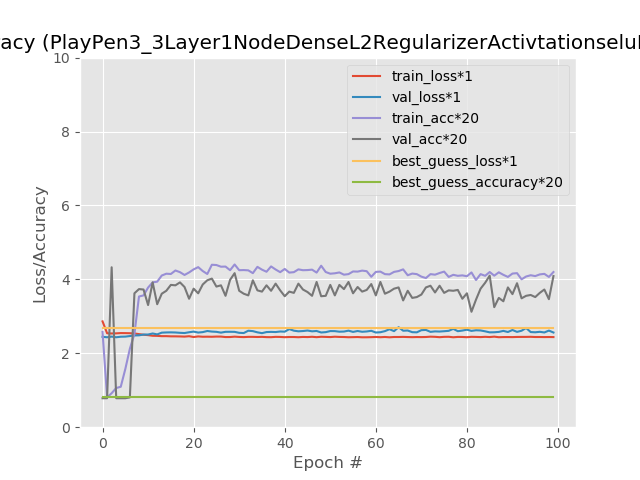 acy (PlayPen3_3Layer1NodeDenseL2RegularizerActivtationselu
10
8
6
4
2
0
Loss/Accuracy
train_loss*1
val_loss*1
train_acc*20
val_acc*20
best_guess_loss*1
best_guess_accuracy*20
0 20 40 60 80 100
Epoch #